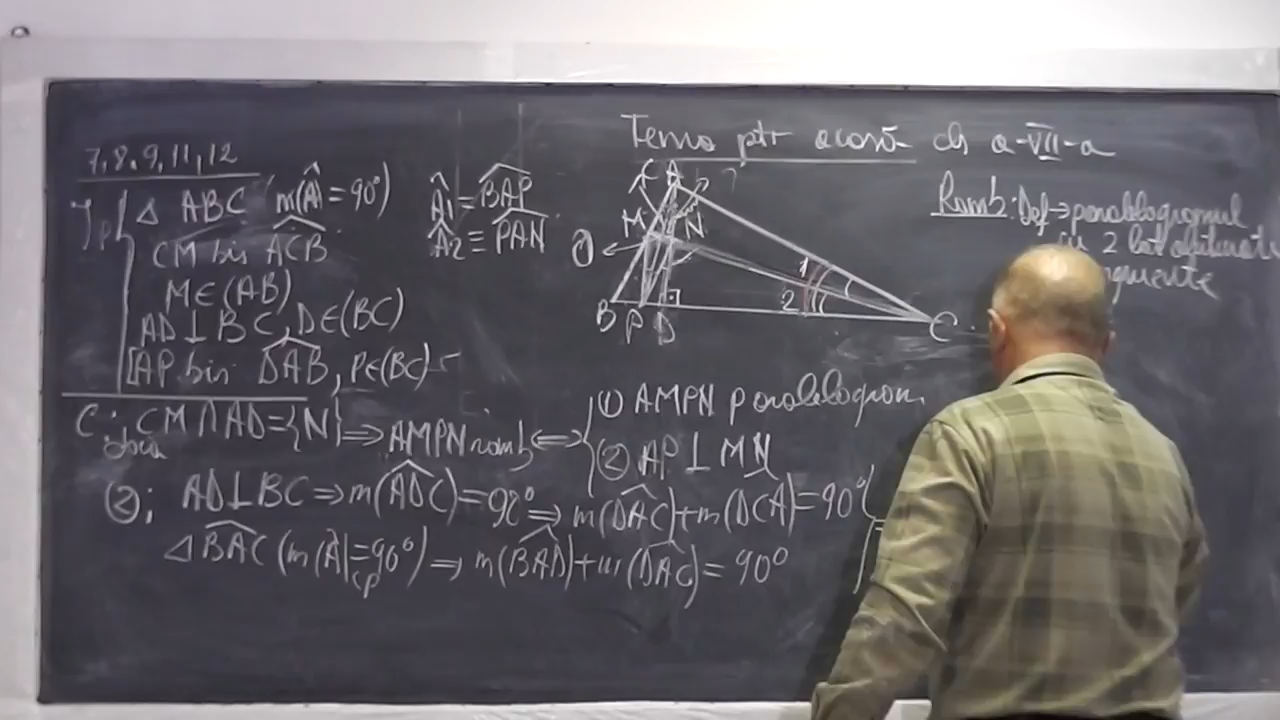 7,8,9,11,12
Tema ptr acasă cls a-VII-a
Ip △ ABC (m(Â)=90°)
Â1 = BAP
Â2 ≡ PAN
CM bis ACB
M∈(AB)
AD⊥BC, D∈(BC)
[AP bis DAB, P∈(BC)
Romb: Def→ paralelogramul
cu 2 lat alăturate
A
M N
1
2
B P D C
C: CM∩AD={N} ⇒ AMPN romb ⇔
① AMPN paralelogram
② AP⊥MN
②; AD⊥BC ⇒ m(ADC)=90° ⇒ m(DAC)+m(DCA)=90°
△ BAC (m(A)=90°) ⇒ m(BAD)+m(DAC)=90°